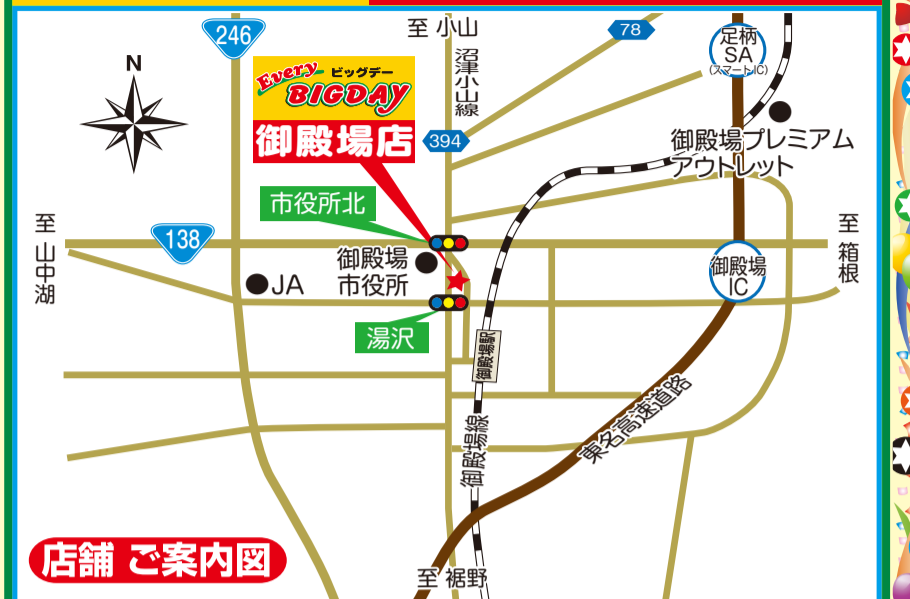 246
至 小山
78
足柄
SA
(スマートIC)
N
沼津小山線
Every ビッグデー
BIGDAY
御殿場店
394
御殿場プレミアム
アウトレット
市役所北
至 山中湖
138
御殿場
市役所
JA
御殿場
IC
至 箱根
湯沢
御殿場駅
東名高速道路
御殿場線
店舗 ご案内図
至 裾野